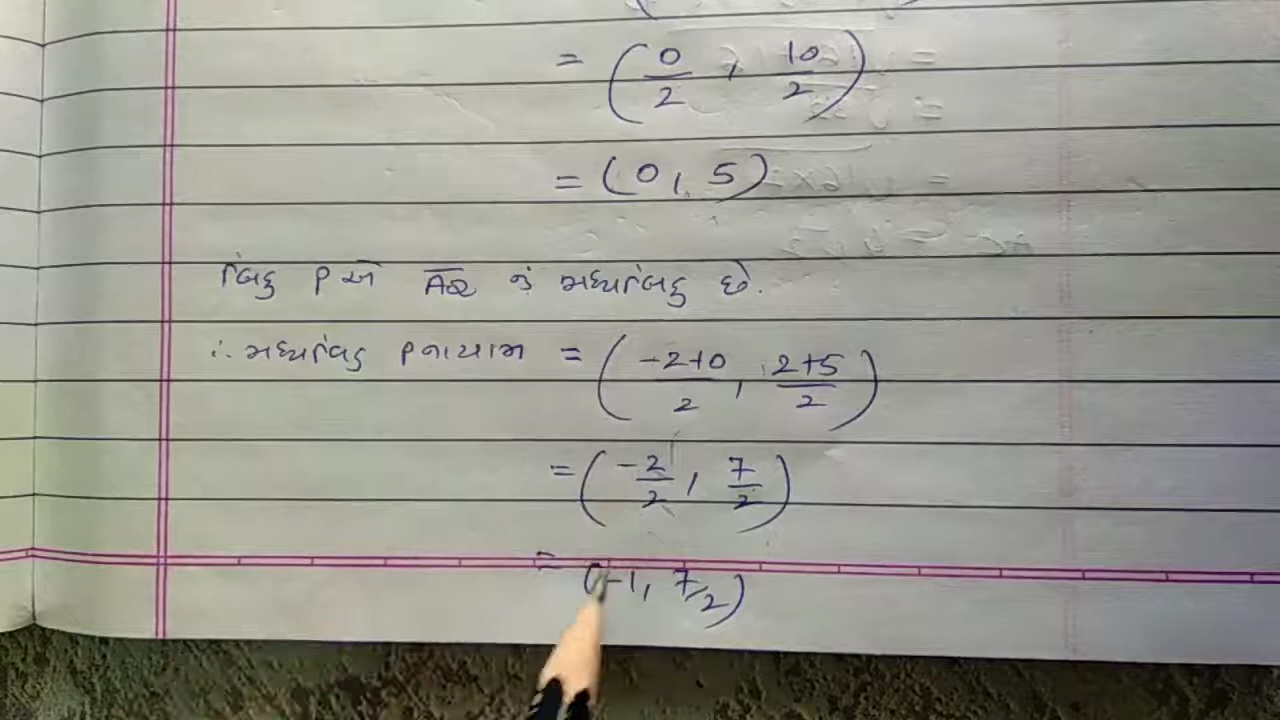 = (0/2 , 10/2)
= (0, 5)
બિંદુ P એ A̅Q̅ નું મધ્યબિંદુ છે.
∴ મધ્યબિંદુ P ના યામ = (-2+0/2 , 2+5/2)
= (-2/2 , 7/2)
= (-1, 7/2)